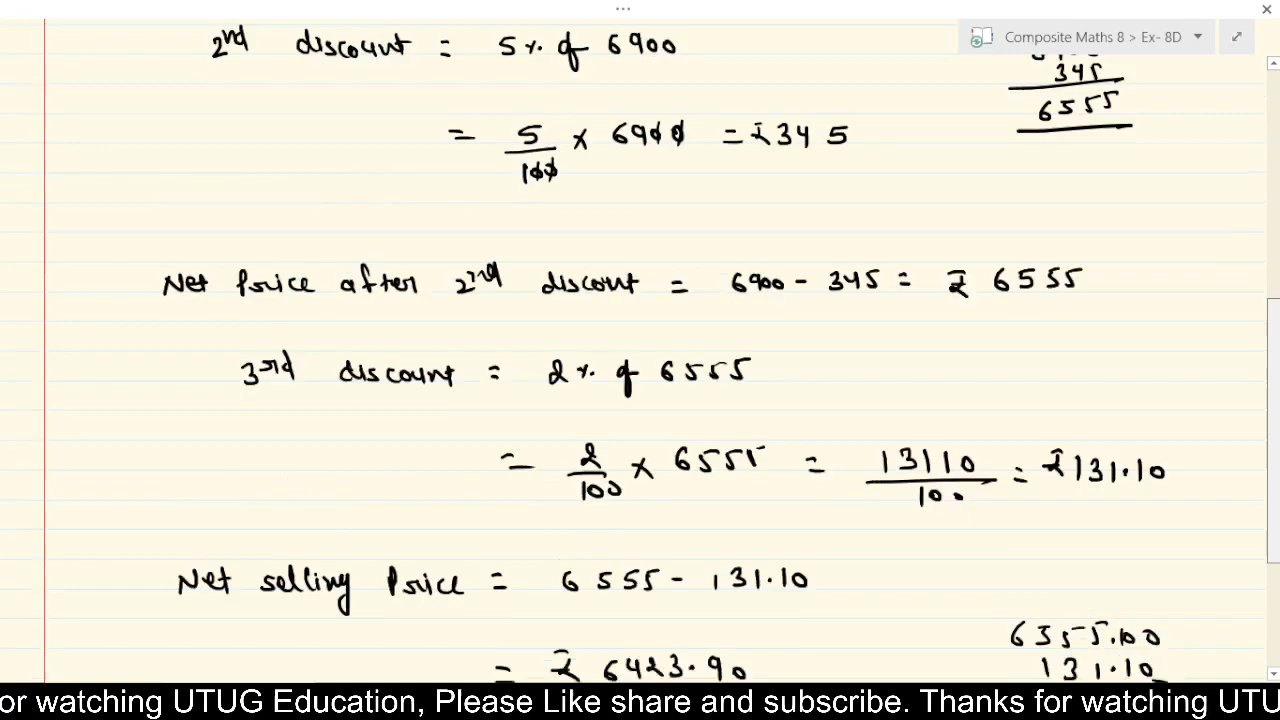 2nd discount = 5% of 6900
Composite Maths 8 > Ex- 8D
345
6555
= 5/100 × 6900 = ₹345
Net Price after 2nd discount = 6900 - 345 = ₹ 6555
3rd discount = 2% of 6555
= 2/100 × 6555 = 13110/100 = ₹131.10
Net selling Price = 6555 - 131.10
6555.00
= ₹ 6423.90
131.10
or watching UTUG Education, Please Like share and subscribe. Thanks for watching UTUG